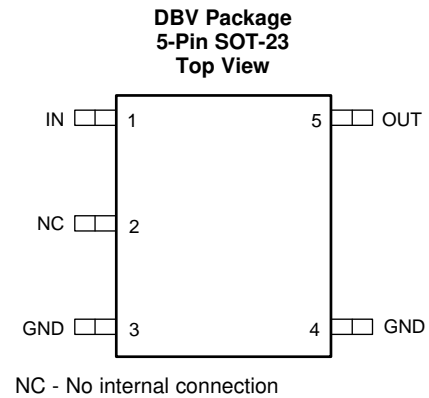 DBV Package
5-Pin SOT-23
Top View
IN 1 5 OUT
NC 2
GND 3 4 GND
NC - No internal connection